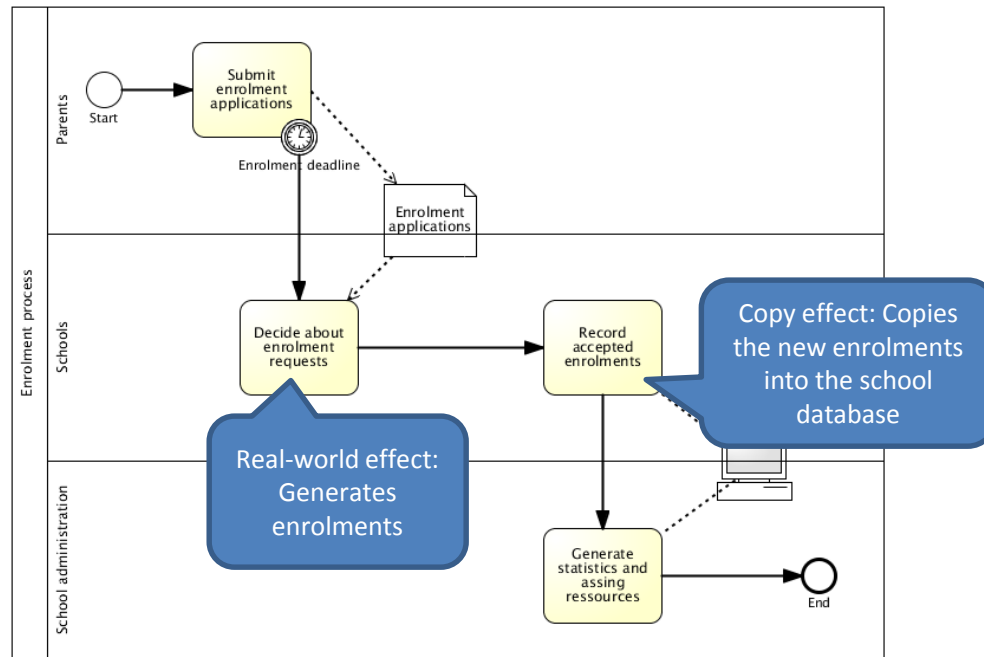 Enrolment process
Parents
Start
Submit
enrolment
applications
Enrolment deadline
Enrolment
applications
Schools
Decide about
enrolment
requests
Record
accepted
enrolments
Copy effect: Copies
the new enrolments
into the school
database
Real-world effect:
Generates
enrolments
School administration
Generate
statistics and
assing
ressources
End